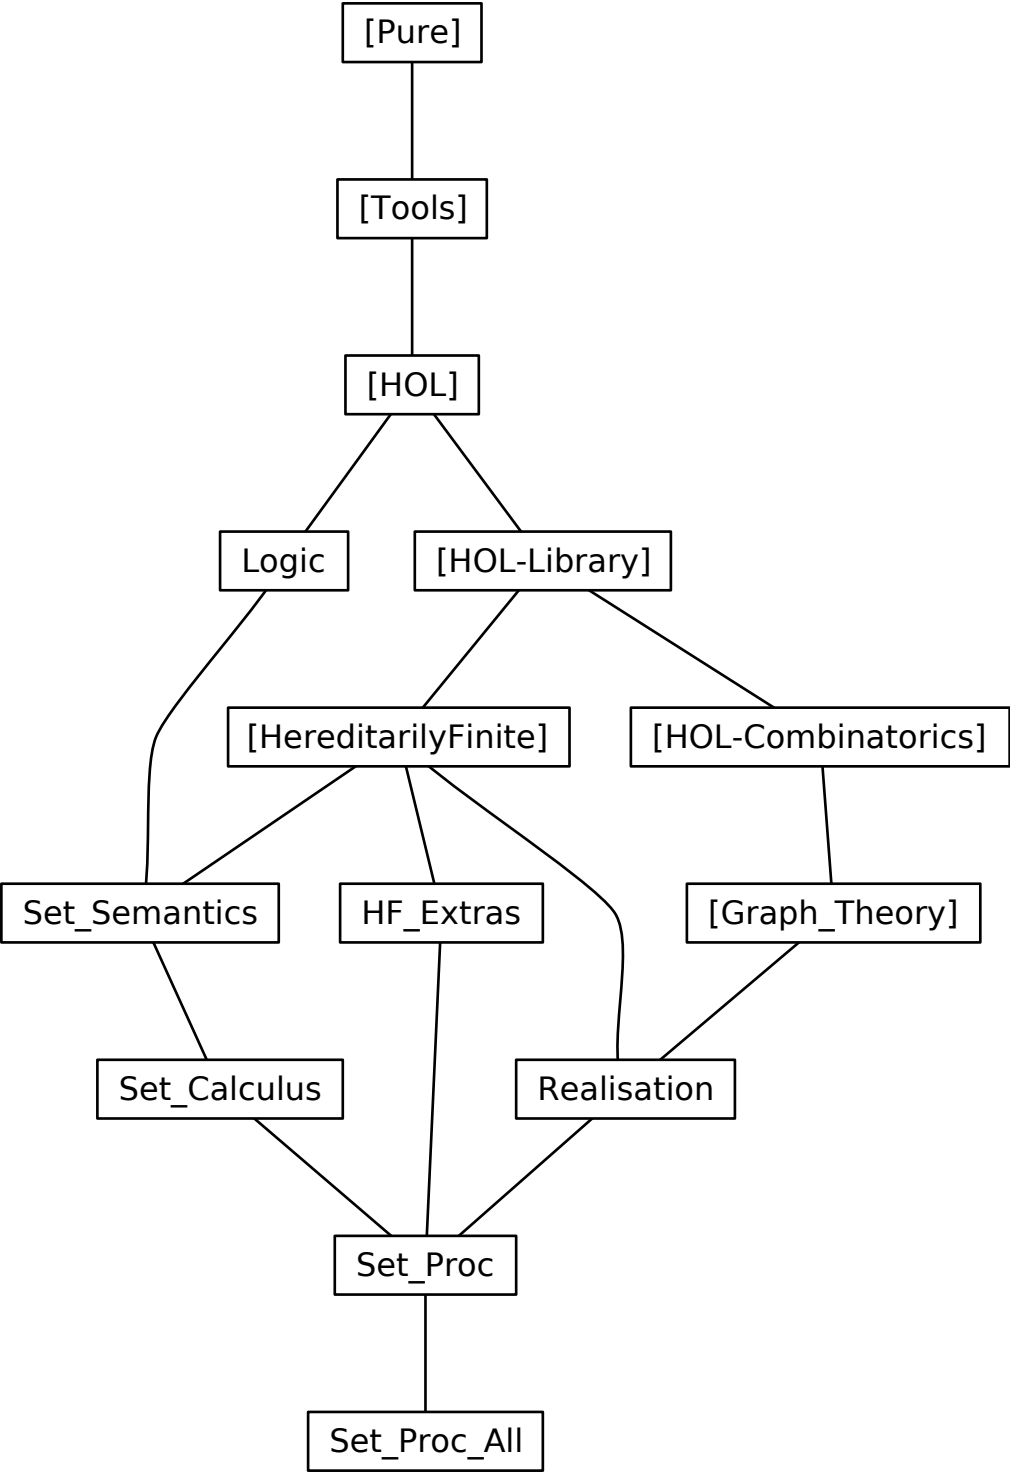 [Pure]
[Tools]
[HOL]
Logic
[HOL-Library]
[HereditarilyFinite]
[HOL-Combinatorics]
Set_Semantics
HF_Extras
[Graph_Theory]
Set_Calculus
Realisation
Set_Proc
Set_Proc_All